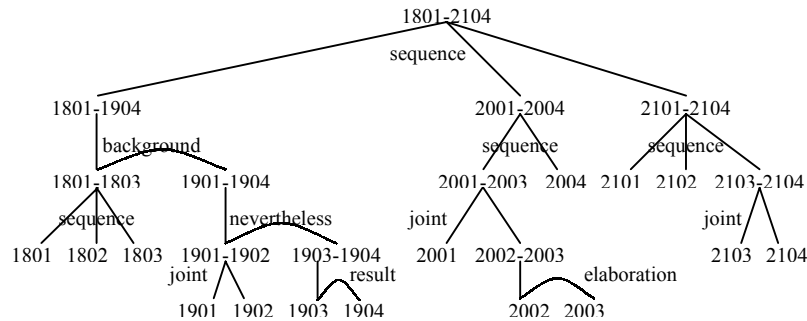 1801-2104
sequence
1801-1904 2001-2004 2101-2104
background sequence sequence
1801-1803 1901-1904 2001-2003 2004 2101 2102 2103-2104
sequence nevertheless joint joint
1801 1802 1803 1901-1902 1903-1904 2001 2002-2003 2103 2104
joint result elaboration
1901 1902 1903 1904 2002 2003